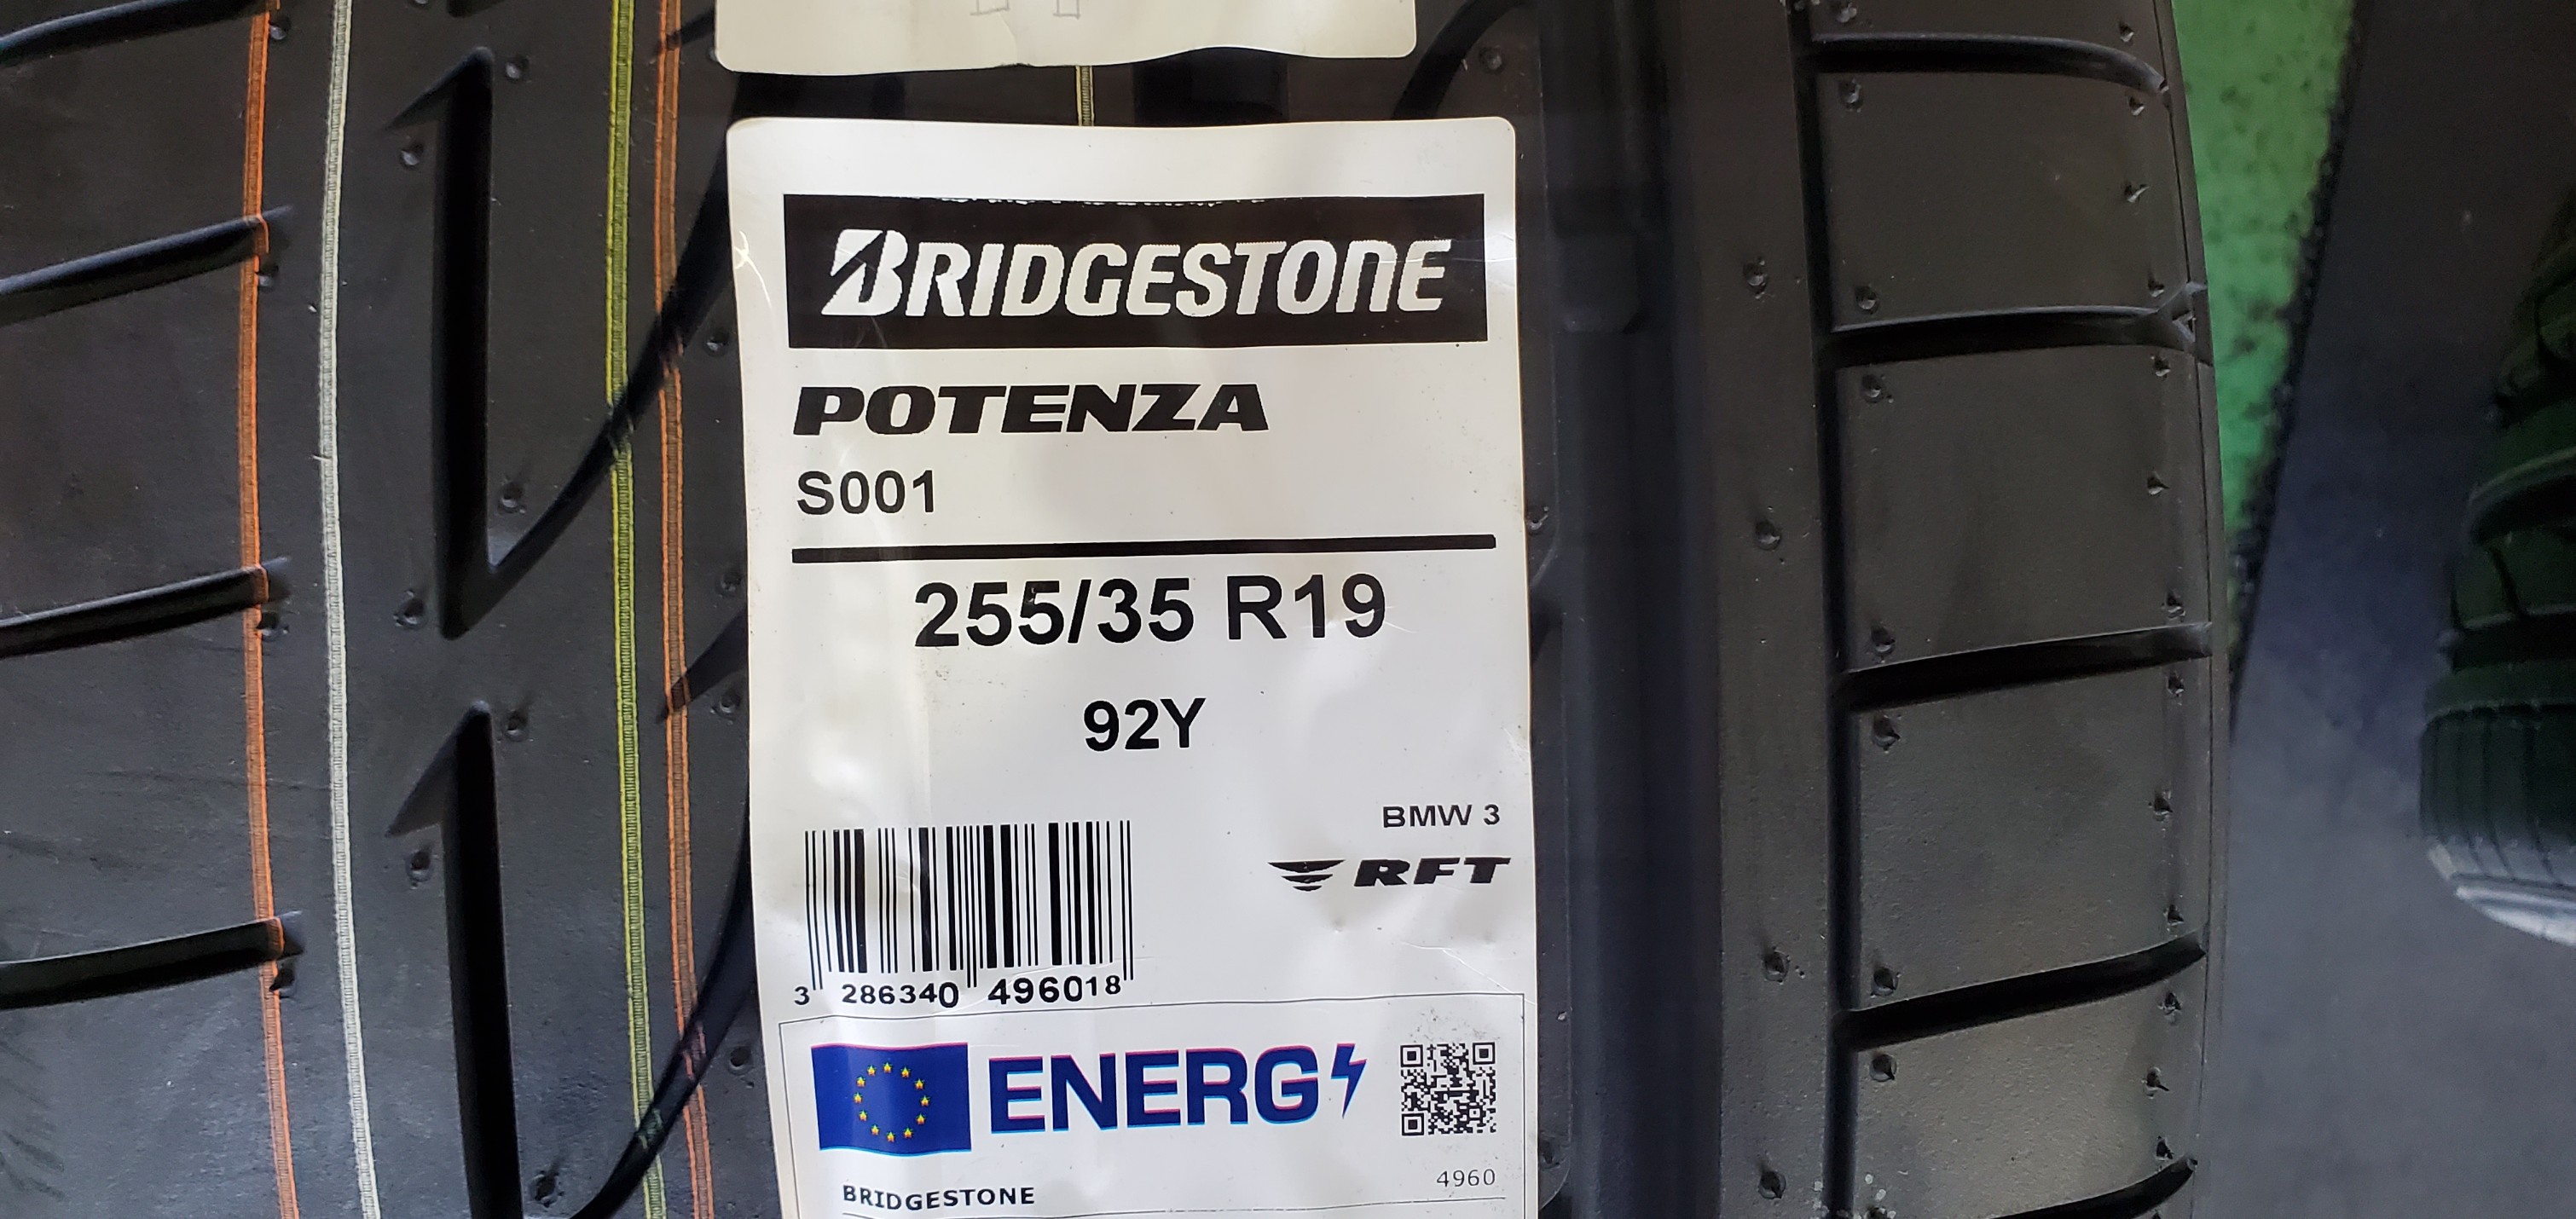 BRIDGESTONE
POTENZA
S001
255/35 R19
92Y
BMW 3
RFT
3 286340 496018
ENERG
BRIDGESTONE
4960